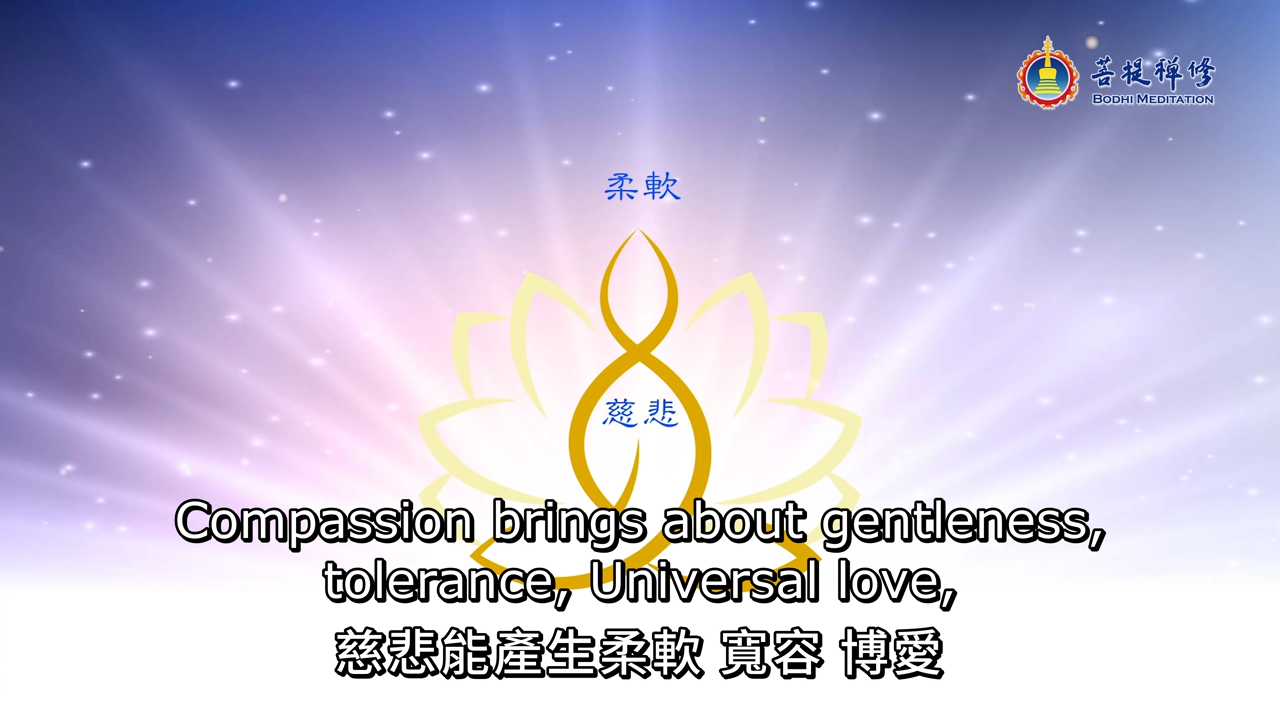 菩提禪修
BODHI MEDITATION
柔軟
慈悲
Compassion brings about gentleness,
tolerance, Universal love,
慈悲能產生柔軟 寬容 博愛